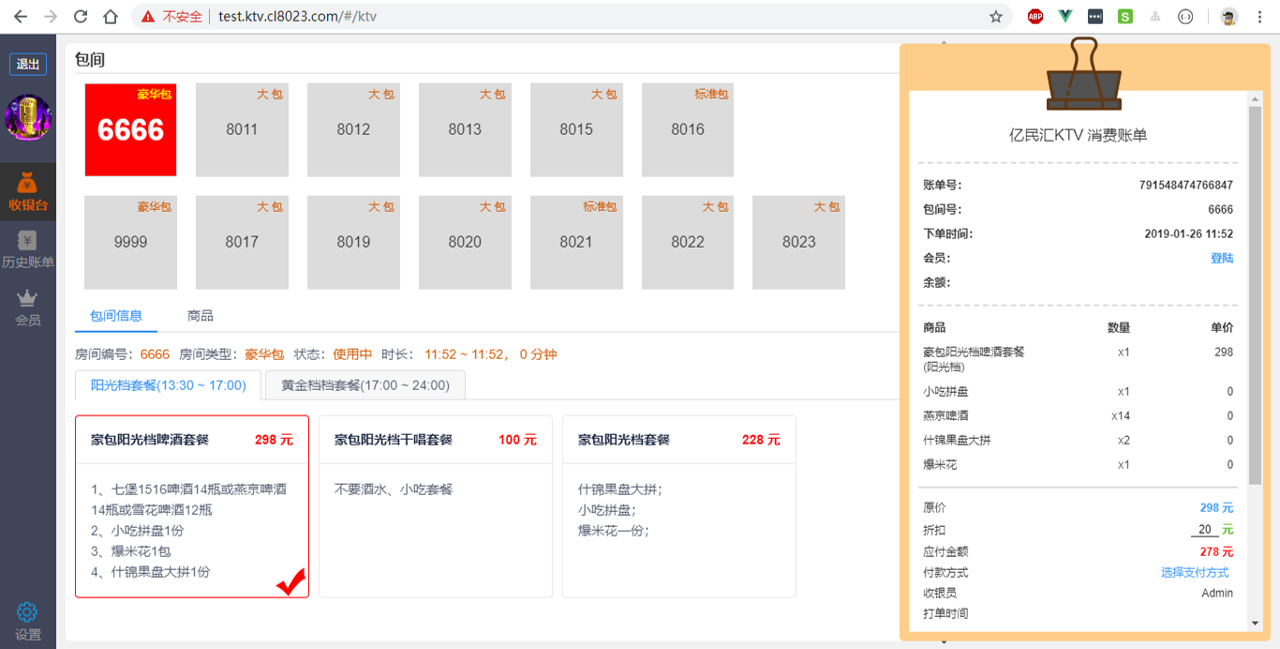 不安全 test.ktv.cl8023.com/#/ktv
ABP
S
退出
收银台
历史账单
会员
设置
包间
豪华包 大 包 大 包 大 包 大 包 标准包
6666 8011 8012 8013 8015 8016
豪华包 大 包 大 包 大 包 标准包 大 包 大 包
9999 8017 8019 8020 8021 8022 8023
包间信息 商品
房间编号: 6666 房间类型: 豪华包 状态: 使用中 时长: 11:52 ~ 11:52, 0 分钟
阳光档套餐(13:30 ~ 17:00) 黄金档档套餐(17:00 ~ 24:00)
豪包阳光档啤酒套餐 298 元
1、七堡1516啤酒14瓶或燕京啤酒
14瓶或雪花啤酒12瓶
2、小吃拼盘1份
3、爆米花1包
4、什锦果盘大拼1份
豪包阳光档干唱套餐 100 元
不要酒水、小吃套餐
豪包阳光档套餐 228 元
什锦果盘大拼;
小吃拼盘;
爆米花一份;
亿民汇KTV 消费账单
账单号: 791548474766847
包间号: 6666
下单时间: 2019-01-26 11:52
会员: 登陆
余额:
商品 数量 单价
豪包阳光档啤酒套餐 x1 298
(阳光档)
小吃拼盘 x1 0
燕京啤酒 x14 0
什锦果盘大拼 x2 0
爆米花 x1 0
原价 298 元
折扣 20 元
应付金额 278 元
付款方式 选择支付方式
收银员 Admin
打单时间